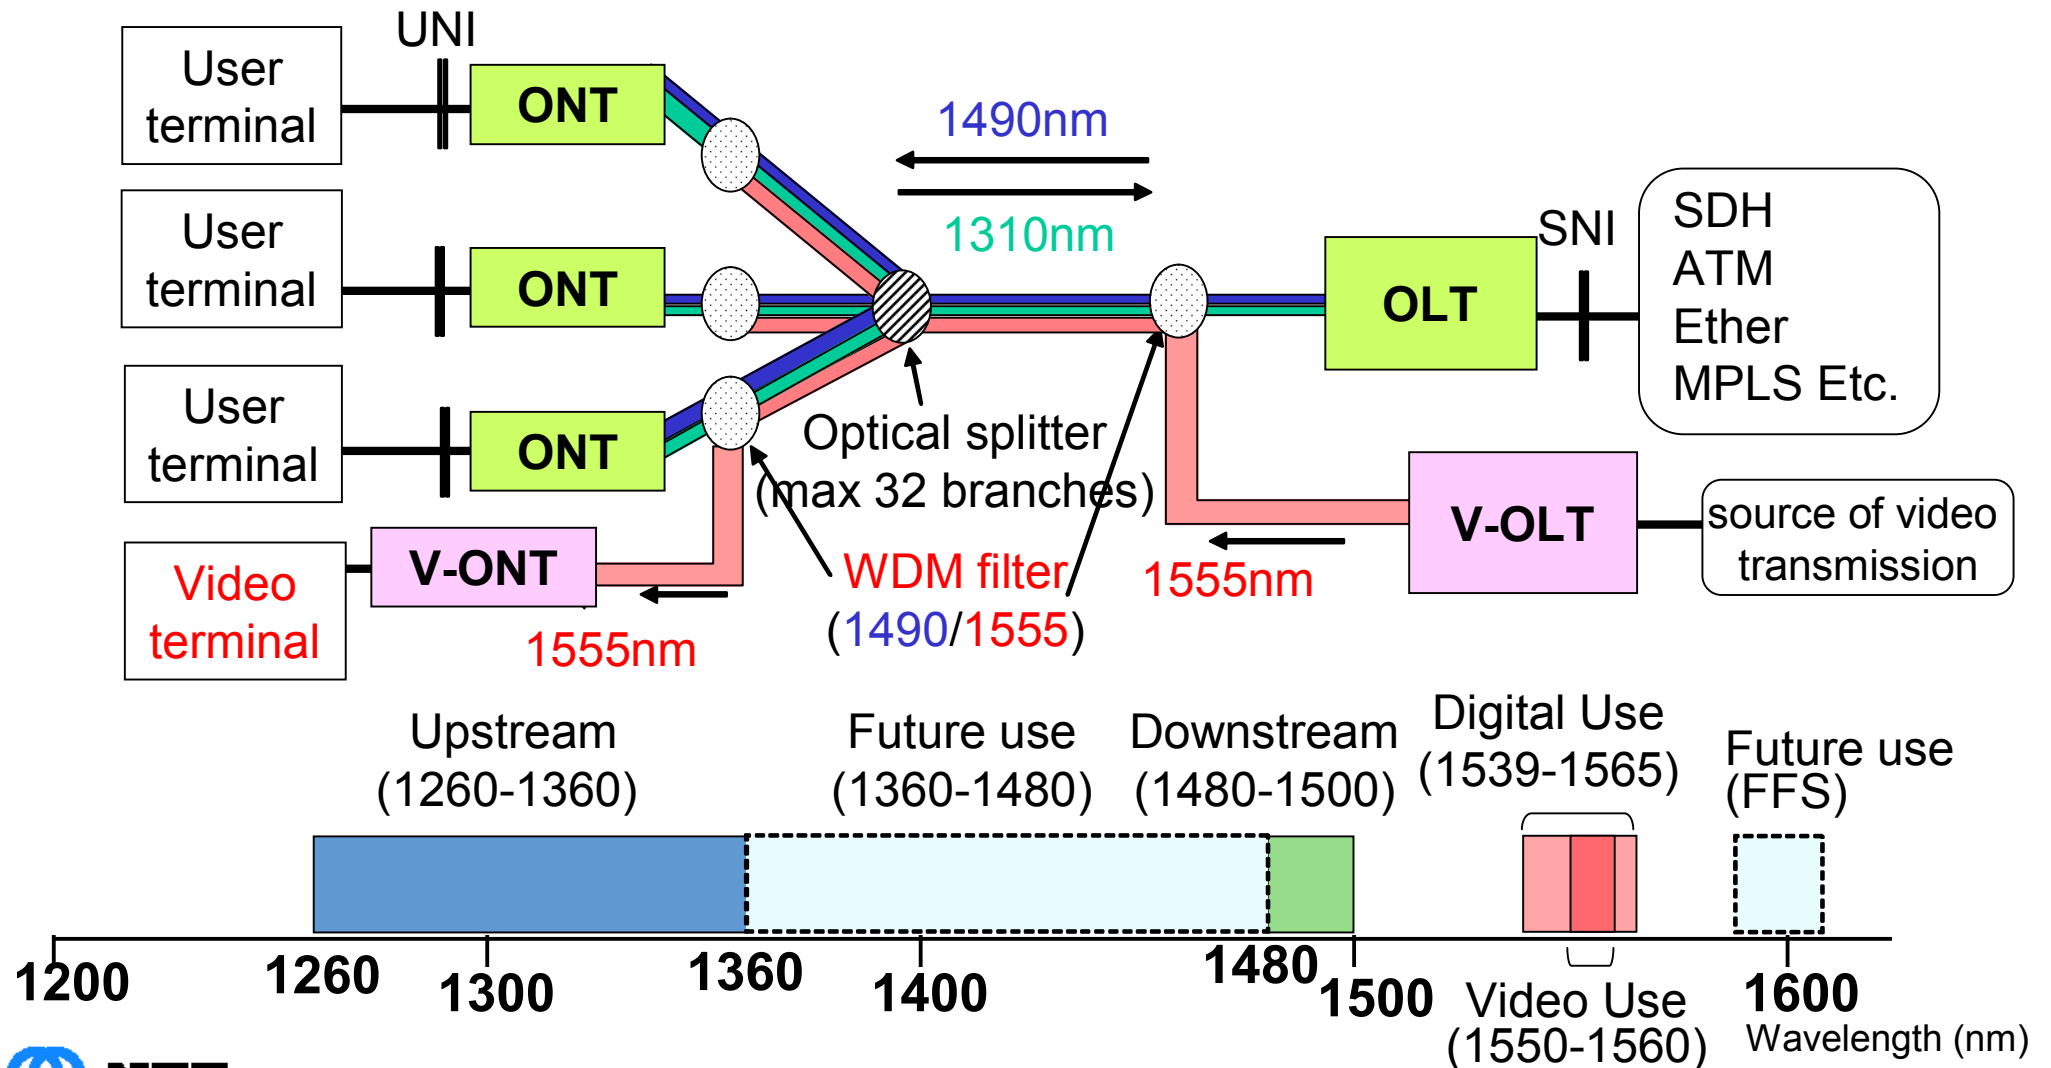 UNI
User
terminal
ONT
1490nm
1310nm
User
terminal
ONT
OLT
SNI
SDH
ATM
Ether
MPLS Etc.
User
terminal
ONT
Optical splitter
(max 32 branches)
V-OLT
source of video
transmission
Video
terminal
V-ONT
1555nm
WDM filter
(1490/1555)
1555nm
Upstream
(1260-1360)
Future use
(1360-1480)
Downstream
(1480-1500)
Digital Use
(1539-1565)
Future use
(FFS)
1200
1260
1300
1360
1400
1480
1500
Video Use
(1550-1560)
1600
Wavelength (nm)